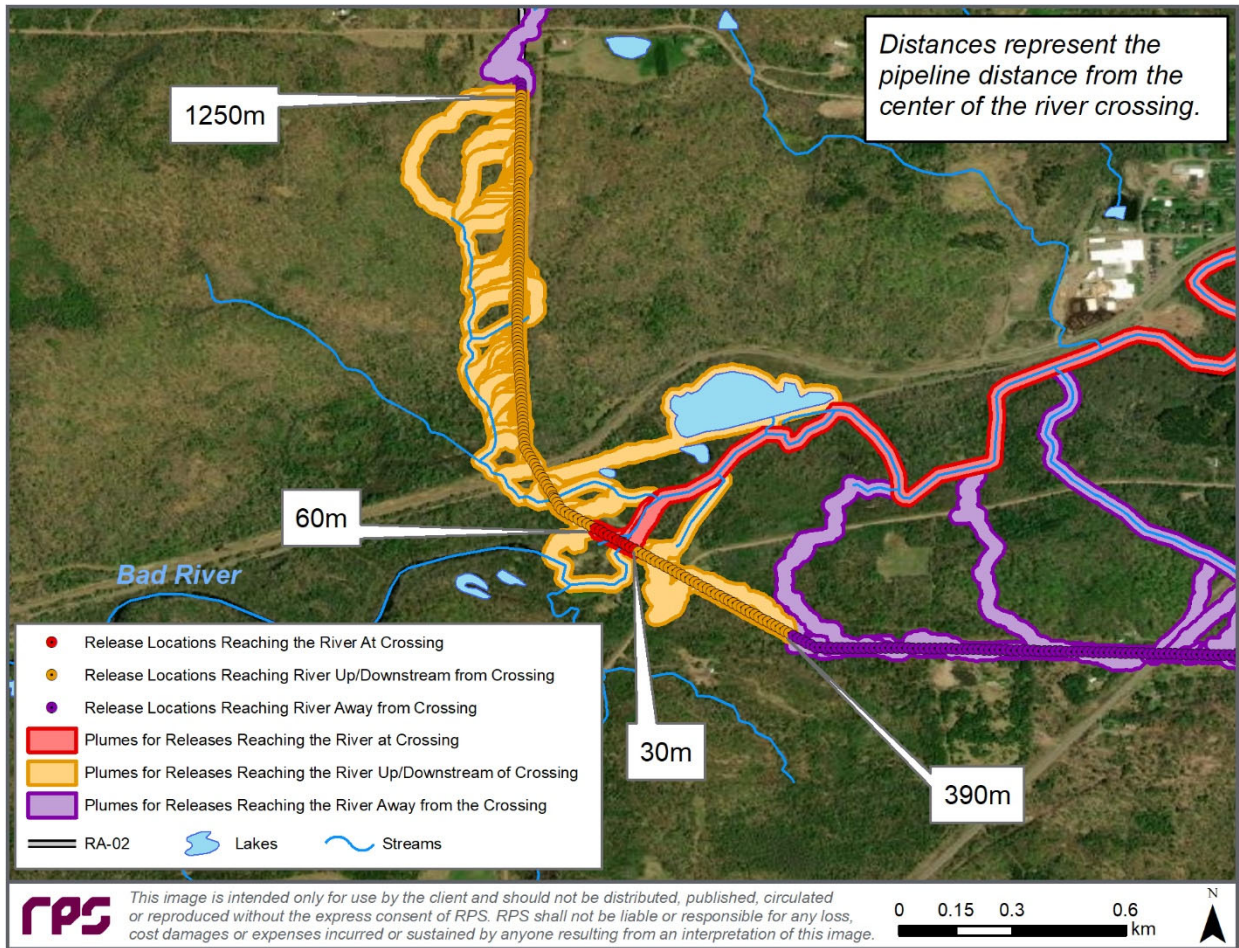 Distances represent the
pipeline distance from the
center of the river crossing.
1250m
60m
Bad River
30m
390m
Release Locations Reaching the River At Crossing
Release Locations Reaching River Up/Downstream from Crossing
Release Locations Reaching River Away from Crossing
Plumes for Releases Reaching the River at Crossing
Plumes for Releases Reaching the River Up/Downstream of Crossing
Plumes for Releases Reaching the River Away from the Crossing
RA-02 Lakes Streams
rps
This image is intended only for use by the client and should not be distributed, published, circulated
or reproduced without the express consent of RPS. RPS shall not be liable or responsible for any loss,
cost damages or expenses incurred or sustained by anyone resulting from an interpretation of this image.
0 0.15 0.3 0.6
km
N